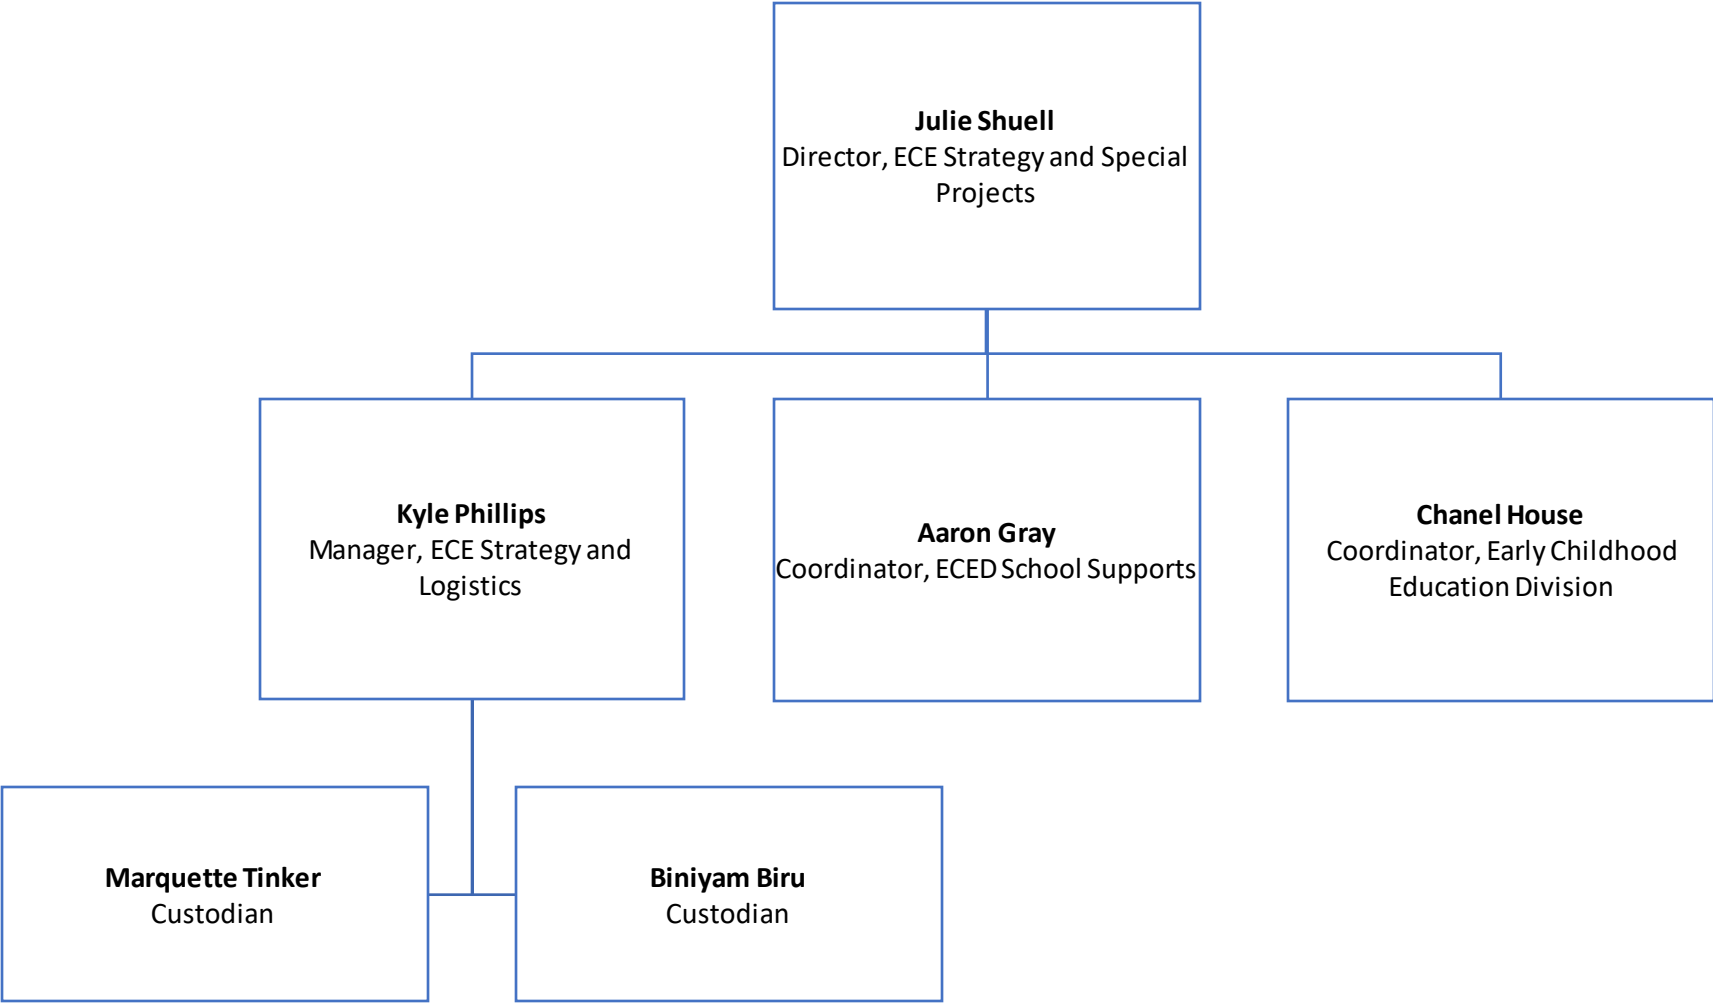 Julie Shuell
Director, ECE Strategy and Special
Projects
Kyle Phillips
Manager, ECE Strategy and
Logistics
Aaron Gray
Coordinator, ECED School Supports
Chanel House
Coordinator, Early Childhood
Education Division
Marquette Tinker
Custodian
Biniyam Biru
Custodian